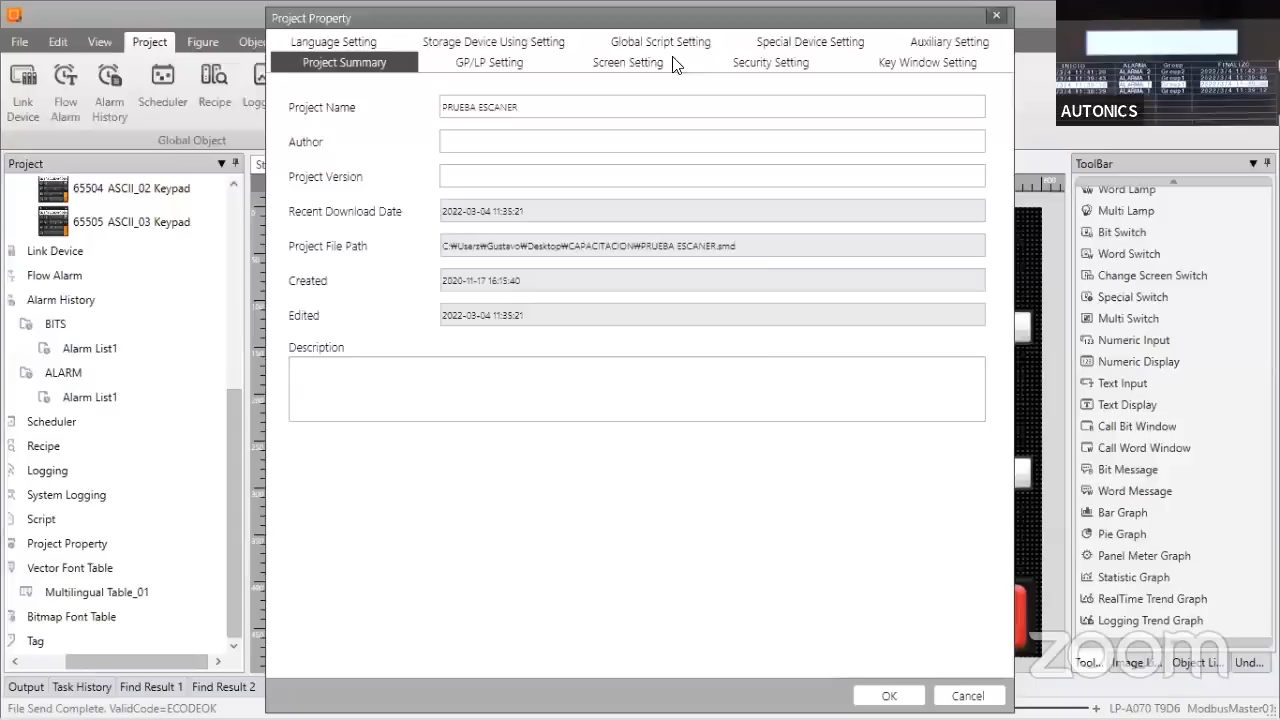 Project Property
File Edit View Project Figure
Language Setting Storage Device Using Setting Global Script Setting Special Device Setting Auxiliary Setting
Project Summary GP/LP Setting Screen Setting Security Setting Key Window Setting
Link Device
Flow Alarm
Alarm History
Scheduler
Recipe
Global Object
Project
65504 ASCII_02 Keypad
65505 ASCII_03 Keypad
Link Device
Flow Alarm
Alarm History
BITS
Alarm List1
ALARM
Alarm List1
Scheduler
Recipe
Logging
System Logging
Script
Project Property
Vector Font Table
Multilingual Table_01
Bitmap Font Table
Tag
Output Task History Find Result 1 Find Result 2
File Send Complete. ValidCode=ECODEOK
Project Name PRUEBA ESCANER
Author
Project Version
Recent Download Date 2022-03-04 11:35:21
Project File Path C:₩Users₩Gustavo₩Desktop₩CAPACITACION₩PRUEBA ESCANER.smd
Created 2020-11-17 16:15:40
Edited 2022-03-04 11:35:21
Description
OK Cancel
AUTONICS
ToolBar
Word Lamp
Multi Lamp
Bit Switch
Word Switch
Change Screen Switch
Special Switch
Multi Switch
Numeric Input
Numeric Display
Text Input
Text Display
Call Bit Window
Call Word Window
Bit Message
Word Message
Bar Graph
Pie Graph
Panel Meter Graph
Statistic Graph
RealTime Trend Graph
Logging Trend Graph
zoom
Tool... Image Li... Object Li... Und...
LP-A070 T9D6 ModbusMaster01